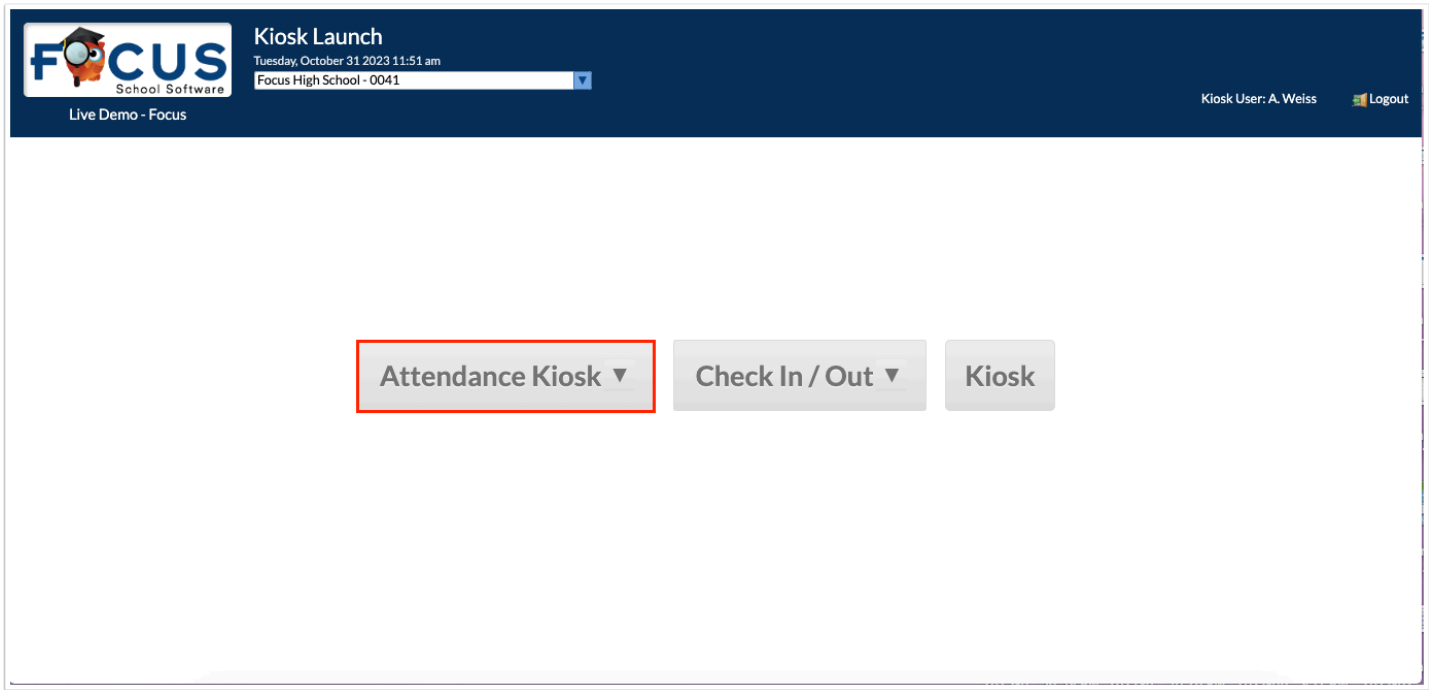 FOCUS
School Software
Live Demo - Focus
Kiosk Launch
Tuesday, October 31 2023 11:51 am
Focus High School - 0041
Kiosk User: A. Weiss
Logout
Attendance Kiosk ▼
Check In / Out ▼
Kiosk